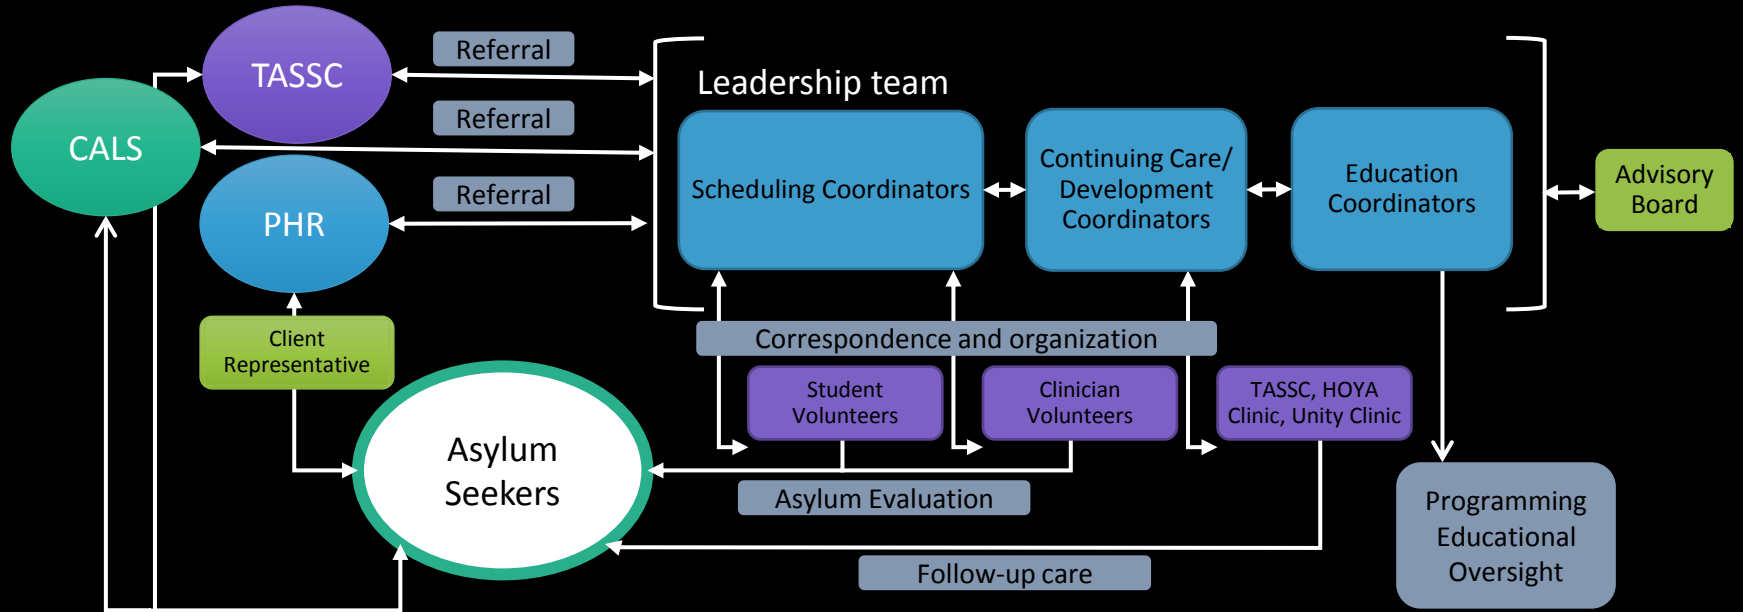 TASSC
Referral
Leadership team
CALS
Referral
Referral
PHR
Scheduling Coordinators
Continuing Care/
Development
Coordinators
Education
Coordinators
Advisory
Board
Client
Representative
Correspondence and organization
Student
Volunteers
Clinician
Volunteers
TASSC, HOYA
Clinic, Unity Clinic
Asylum
Seekers
Asylum Evaluation
Programming
Educational
Oversight
Follow-up care